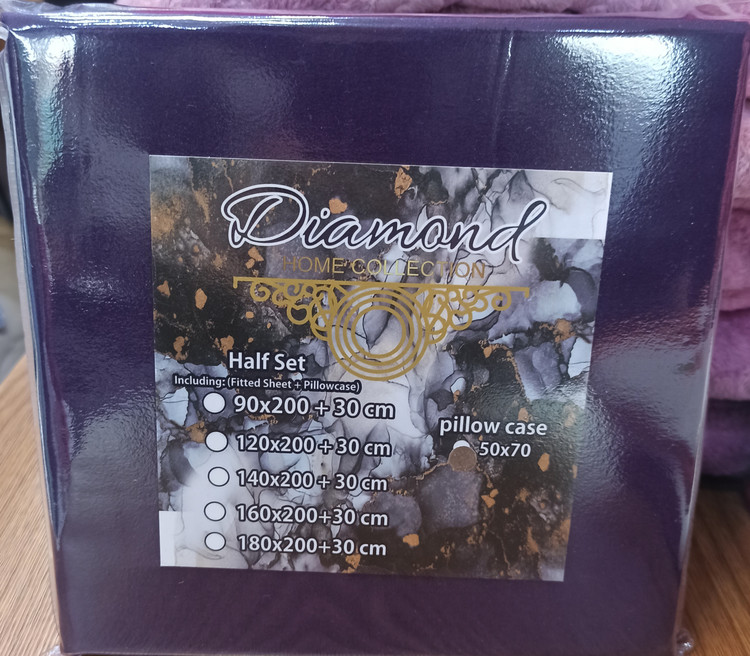 Diamond
HOME COLLECTION
Half Set
Including: (Fitted Sheet + Pillowcase)
90x200 + 30 cm
120x200 + 30 cm
140x200 + 30 cm
160x200+30 cm
180x200+30 cm
pillow case
50x70